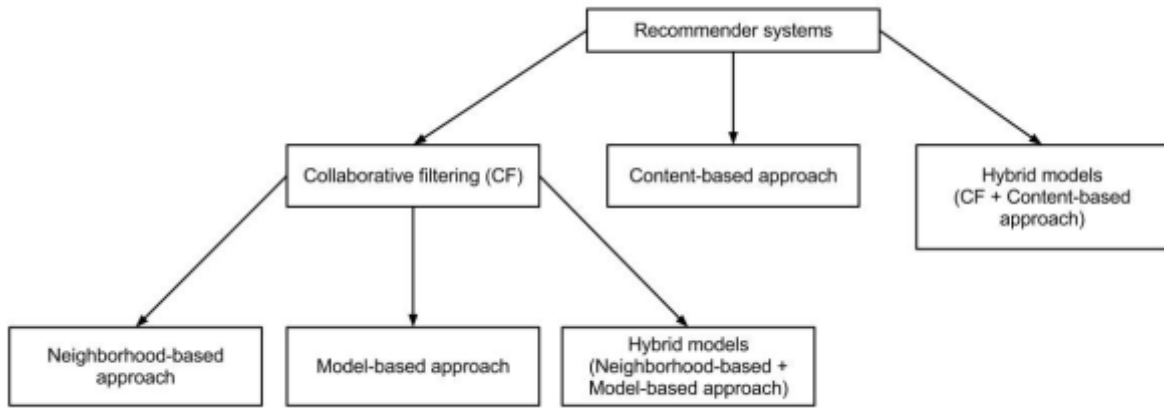 Recommender systems
Collaborative filtering (CF)
Content-based approach
Hybrid models
(CF + Content-based
approach)
Neighborhood-based
approach
Model-based approach
Hybrid models
(Neighborhood-based +
Model-based approach)